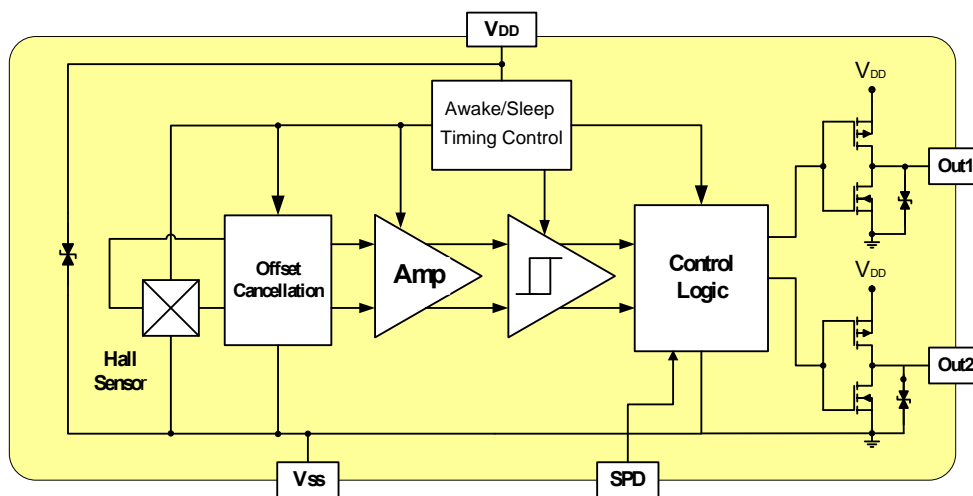 VDD
Awake/Sleep
Timing Control
VDD
Out1
Offset
Cancellation
Amp
Control
Logic
VDD
Hall
Sensor
Out2
Vss
SPD